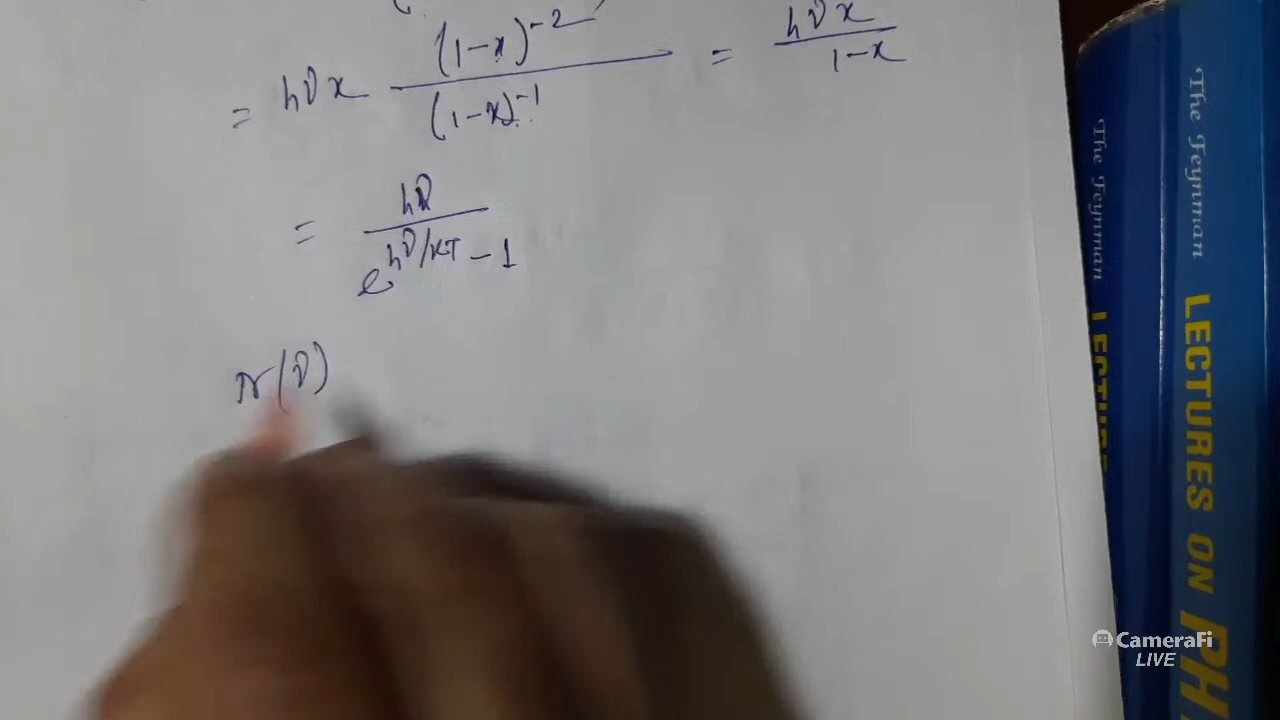 = hνx (1-x)^-2 / (1-x)^-1 = hνx / 1-x
= hν / e^hν/KT - 1
N(ν)
The Feynman
LECTURES
The Feynman
LECTURES ON PH
CameraFi
LIVE